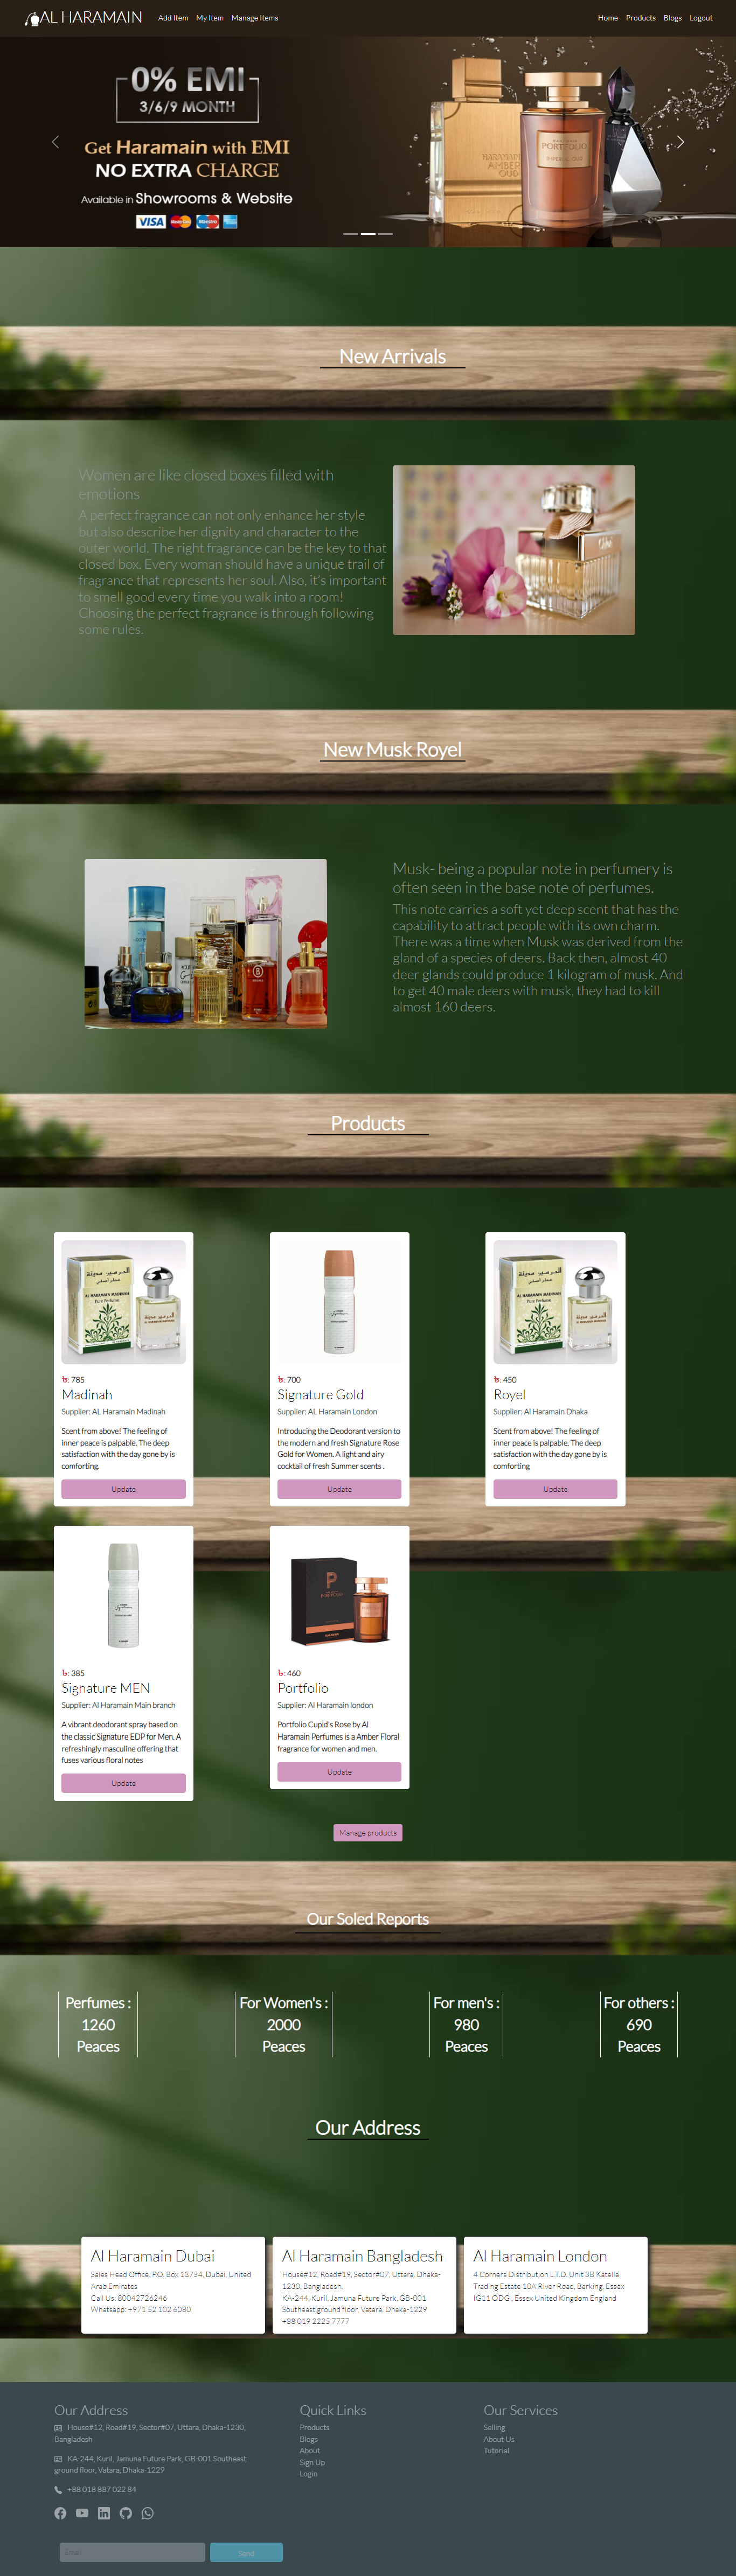 AL HARAMAIN Add Item My Item Manage Items Home Products Blogs Logout
0% EMI
3/6/9 MONTH
Get Haramain with EMI
NO EXTRA CHARGE
Available in Showrooms & Website
VISA
HARAMAIN
AMBER
OUD
PORTFOLIO
IMPERIAL OUD
New Arrivals
Women are like closed boxes filled with
emotions
A perfect fragrance can not only enhance her style
but also describe her dignity and character to the
outer world. The right fragrance can be the key to that
closed box. Every woman should have a unique trail of
fragrance that represents her soul. Also, it's important
to smell good every time you walk into a room!
Choosing the perfect fragrance is through following
some rules.
New Musk Royel
Musk- being a popular note in perfumery is
often seen in the base note of perfumes.
This note carries a soft yet deep scent that has the
capability to attract people with its own charm.
There was a time when Musk was derived from the
gland of a species of deers. Back then, almost 40
deer glands could produce 1 kilogram of musk. And
to get 40 male deers with musk, they had to kill
almost 160 deers.
Products
AL HARAMAIN MADINAH
Pure Perfume
৳: 785
Madinah
Supplier: AL Haramain Madinah
Scent from above! The feeling of
inner peace is palpable. The deep
satisfaction with the day gone by is
comforting.
Update
৳: 700
Signature Gold
Supplier: AL Haramain London
Introducing the Deodorant version to
the modern and fresh Signature Rose
Gold for Women. A light and airy
cocktail of fresh Summer scents .
Update
AL HARAMAIN MADINAH
Pure Perfume
৳: 450
Royel
Supplier: Al Haramain Dhaka
Scent from above! The feeling of
inner peace is palpable. The deep
satisfaction with the day gone by is
comforting
Update
৳: 385
Signature MEN
Supplier: Al Haramain Main branch
A vibrant deodorant spray based on
the classic Signature EDP for Men. A
refreshingly masculine offering that
fuses various floral notes
Update
P
৳: 460
Portfolio
Supplier: Al Haramain london
Portfolio Cupid's Rose by Al
Haramain Perfumes is a Amber Floral
fragrance for women and men.
Update
Manage products
Our Soled Reports
Perfumes :
1260
Peaces
For Women's :
2000
Peaces
For men's :
980
Peaces
For others :
690
Peaces
Our Address
Al Haramain Dubai
Sales Head Office, P.O. Box 13754, Dubai, United
Arab Emirates
Call Us: 80042726246
Whatsapp: +971 52 102 6080
Al Haramain Bangladesh
House#12, Road#19, Sector#07, Uttara, Dhaka-
1230, Bangladesh.
KA-244, Kuril, Jamuna Future Park, GB-001
Southeast ground floor, Vatara, Dhaka-1229
+88 019 2225 7777
Al Haramain London
4 Corners Distribution L.T.D. Unit 3B Katella
Trading Estate 10A River Road, Barking, Essex
IG11 ODG , Essex United Kingdom England
Our Address
House#12, Road#19, Sector#07, Uttara, Dhaka-1230,
Bangladesh
KA-244, Kuril, Jamuna Future Park, GB-001 Southeast
ground floor, Vatara, Dhaka-1229
+88 018 887 022 84
Email
Send
Quick Links
Products
Blogs
About
Sign Up
Login
Our Services
Selling
About Us
Tutorial